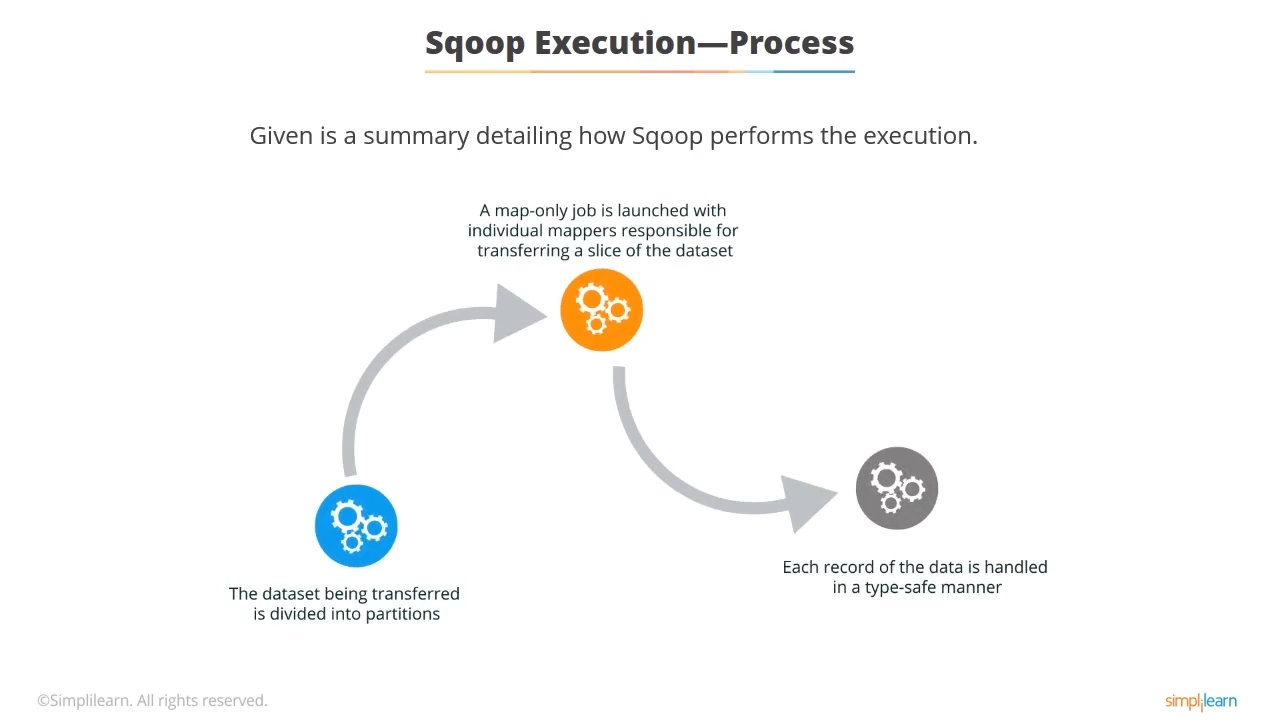 Sqoop Execution—Process
Given is a summary detailing how Sqoop performs the execution.
A map-only job is launched with
individual mappers responsible for
transferring a slice of the dataset
The dataset being transferred
is divided into partitions
Each record of the data is handled
in a type-safe manner
©Simplilearn. All rights reserved.
simplilearn